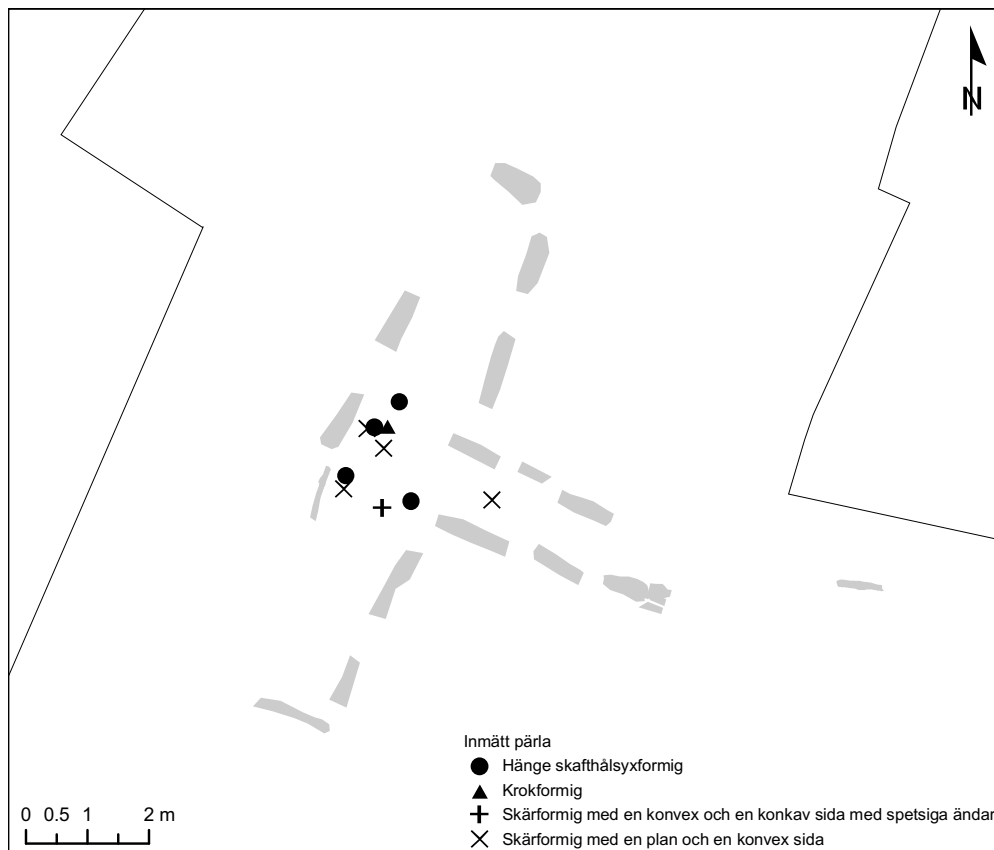 N
Inmätt pärla
Hänge skafthålsyxformig
Krokformig
Skärformig med en konvex och en konkav sida med spetsiga ändar
Skärformig med en plan och en konvex sida
0 0.5 1 2 m